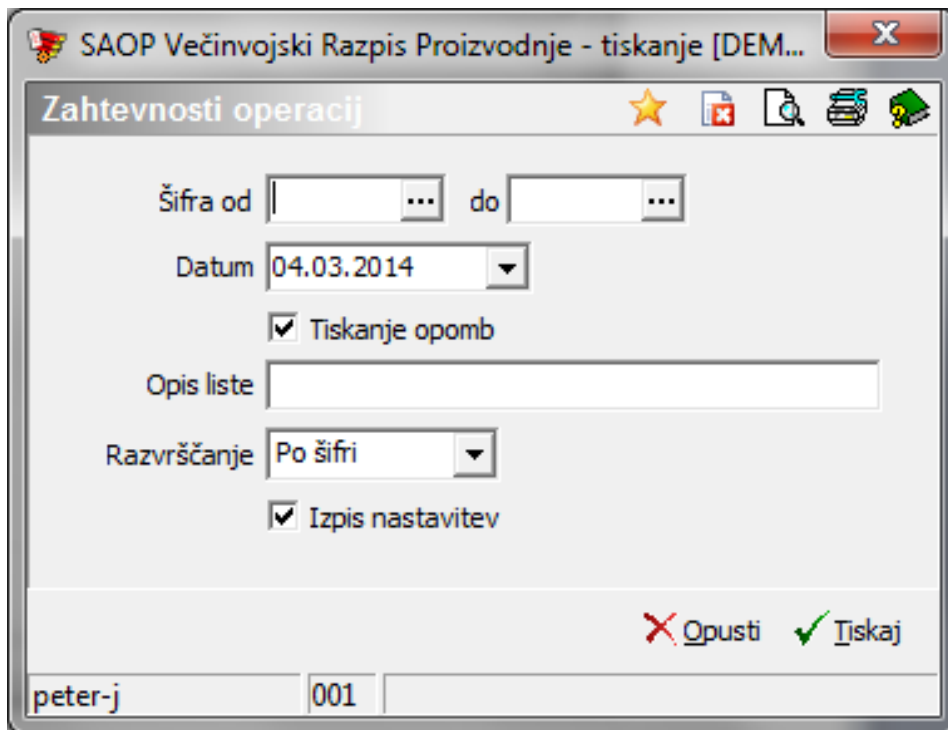 SAOP Večinvojski Razpis Proizvodnje - tiskanje [DEM...
Zahtevnosti operacij
Šifra od ... do ...
Datum 04.03.2014
Tiskanje opomb
Opis liste
Razvrščanje Po šifri
Izpis nastavitev
Opusti Tiskaj
peter-j 001